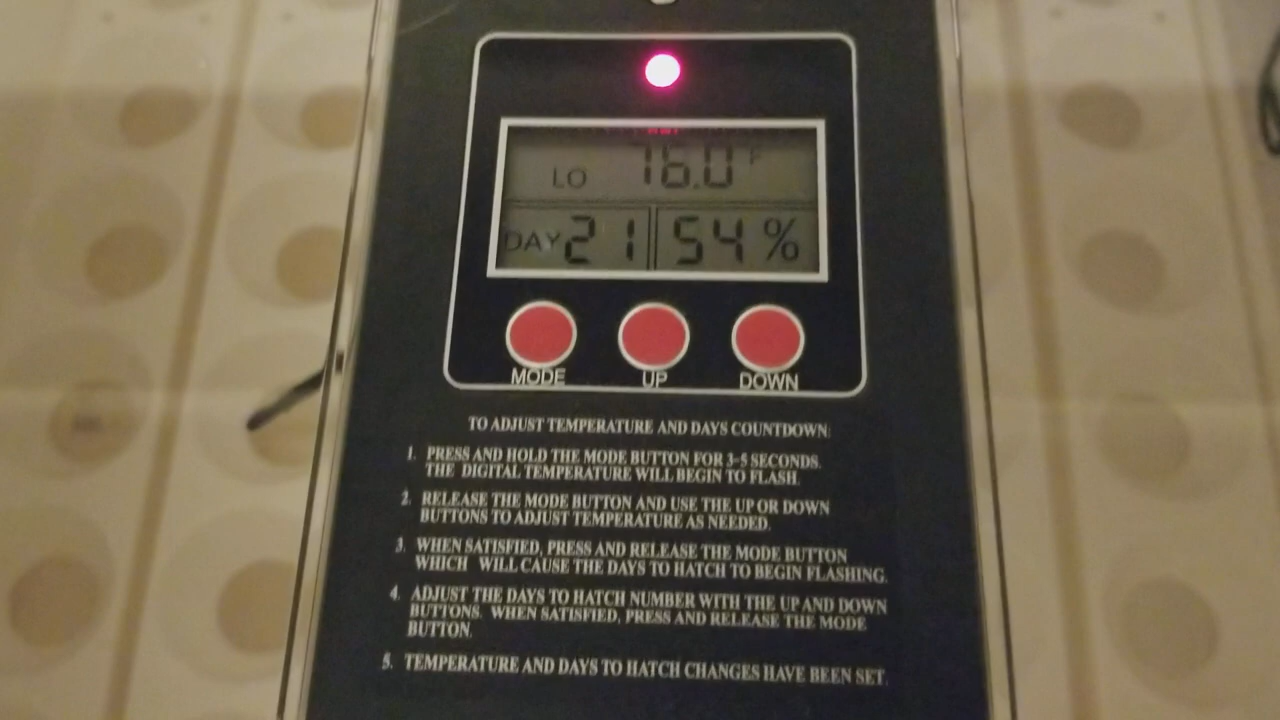 LO 76.0 F
DAY 21 54 %
MODE UP DOWN
TO ADJUST TEMPERATURE AND DAYS COUNTDOWN:
1. PRESS AND HOLD THE MODE BUTTON FOR 3-5 SECONDS.
THE DIGITAL TEMPERATURE WILL BEGIN TO FLASH.
2. RELEASE THE MODE BUTTON AND USE THE UP OR DOWN
BUTTONS TO ADJUST TEMPERATURE AS NEEDED.
3. WHEN SATISFIED, PRESS AND RELEASE THE MODE BUTTON
WHICH WILL CAUSE THE DAYS TO HATCH TO BEGIN FLASHING.
4. ADJUST THE DAYS TO HATCH NUMBER WITH THE UP AND DOWN
BUTTONS. WHEN SATISFIED, PRESS AND RELEASE THE MODE
BUTTON.
5. TEMPERATURE AND DAYS TO HATCH CHANGES HAVE BEEN SET.